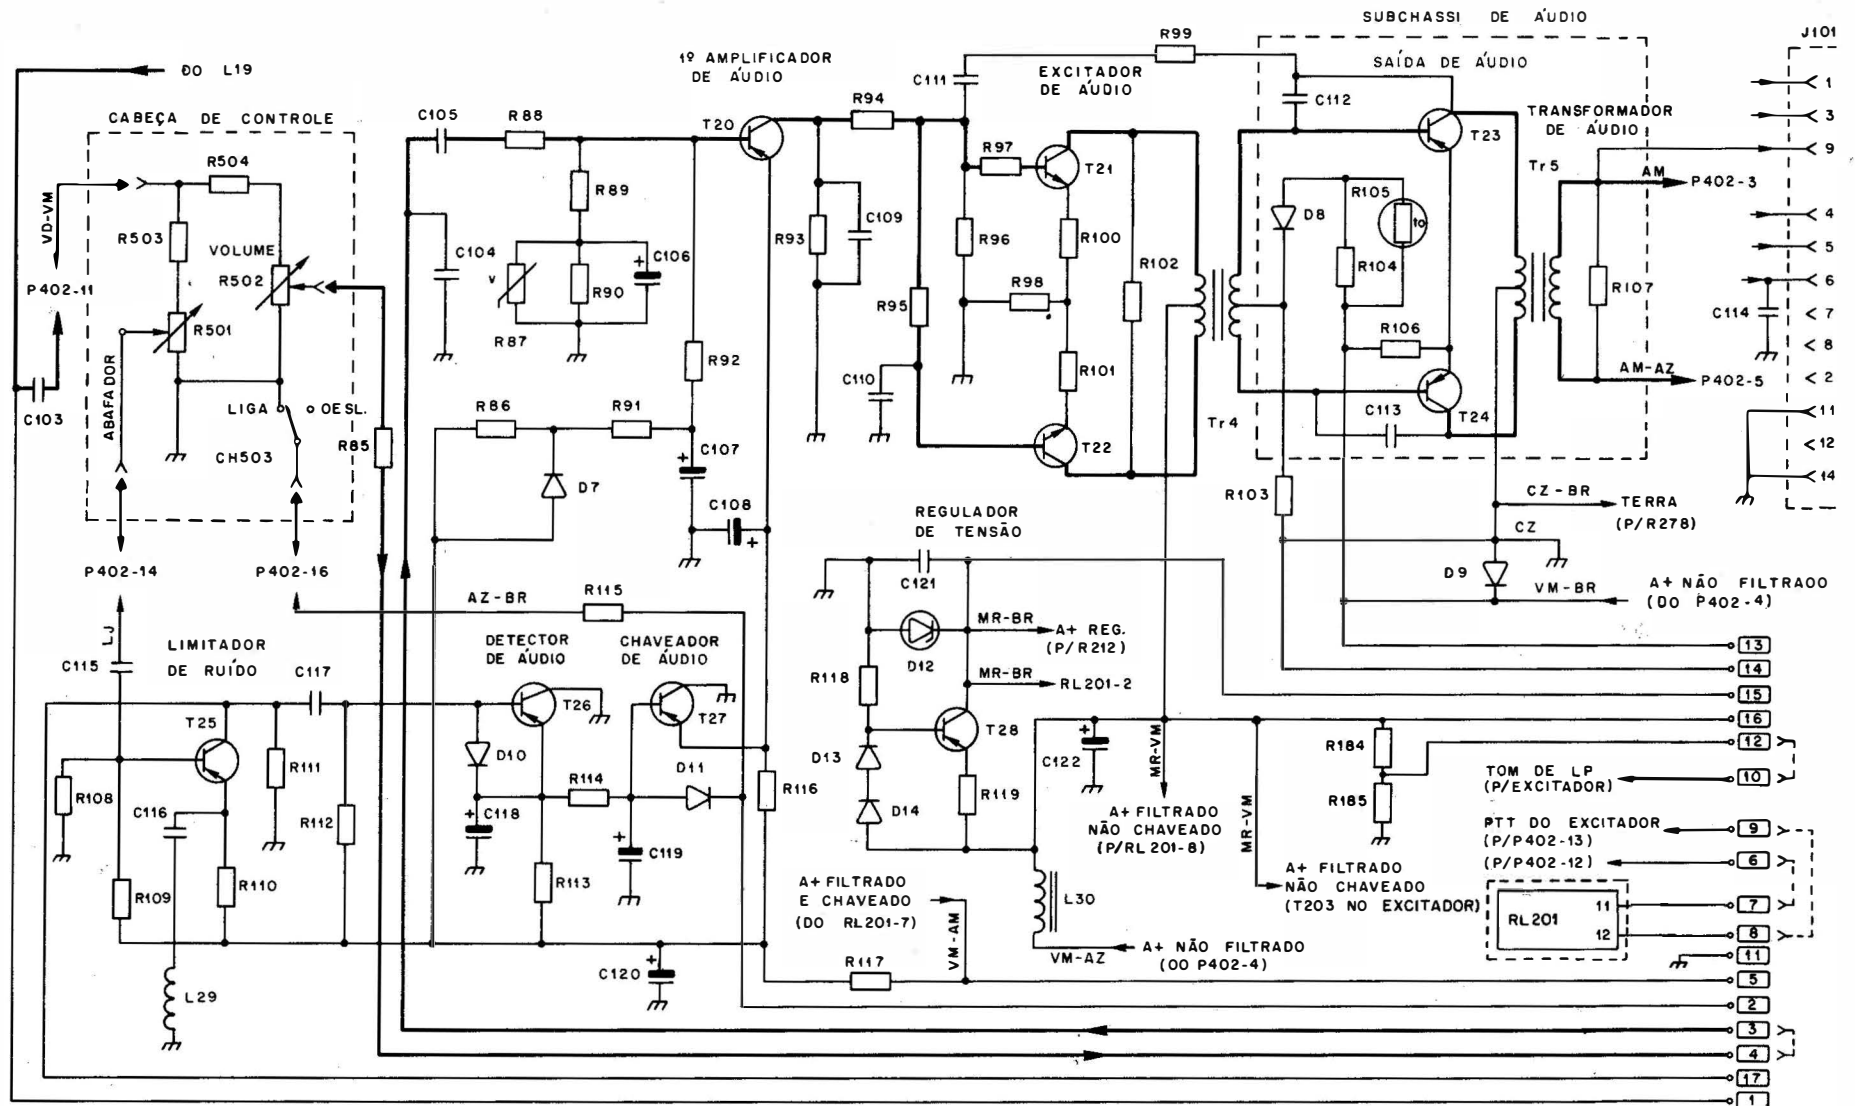 SUBCHASSI DE ÁUDIO
J101
R99
1º AMPLIFICADOR
DE ÁUDIO
DO L19
C111
EXCITADOR
DE ÁUDIO
SAÍDA DE ÁUDIO
1
CABEÇA DE CONTROLE
C105
R88
T20
R94
C112
T23
TRANSFORMADOR
DE ÁUDIO
3
R504
R97
T21
Tr5
9
AM
P402-3
VD-VM
R503
VOLUME
R502
R89
R93
C109
R96
R100
R102
D8
R105
to
R104
4
5
C104
V
R90
C106
6
P402-11
R501
R87
R95
R98
R107
C114
7
R106
8
C103
ABAFADOR
R92
C110
R101
AM-AZ
P402-5
2
LIGA
OESL.
R85
R86
R91
C107
T22
Tr4
C113
T24
11
CH503
12
D7
R103
14
C108
REGULADOR
DE TENSÃO
CZ-BR
TERRA
(P/R278)
CZ
P402-14
P402-16
C121
D9
VM-BR
A+ NÃO FILTRADO
(DO P402-4)
AZ-BR
R115
LJ
LIMITADOR
DE RUÍDO
DETECTOR
DE ÁUDIO
CHAVEADOR
DE ÁUDIO
D12
MR-BR
A+ REG.
(P/R212)
13
C115
C117
R118
MR-BR
RL201-2
14
15
T25
T26
T27
T28
16
D10
D11
D13
C122
MR-VM
R184
12
R108
C116
R111
R112
R114
R116
R119
TOM DE LP
(P/EXCITADOR)
10
C118
D14
A+ FILTRADO
NÃO CHAVEADO
(P/RL201-8)
MR-VM
R185
PTT DO EXCITADOR
(P/P402-13)
9
C119
(P/P402-12)
6
R109
R110
R113
A+ FILTRADO
E CHAVEADO
(DO RL201-7)
L30
A+ FILTRADO
NÃO CHAVEADO
(T203 NO EXCITADOR)
RL201
11
12
7
8
VM-AM
VM-AZ
A+ NÃO FILTRADO
(DO P402-4)
11
L29
C120
R117
5
2
3
4
17
1